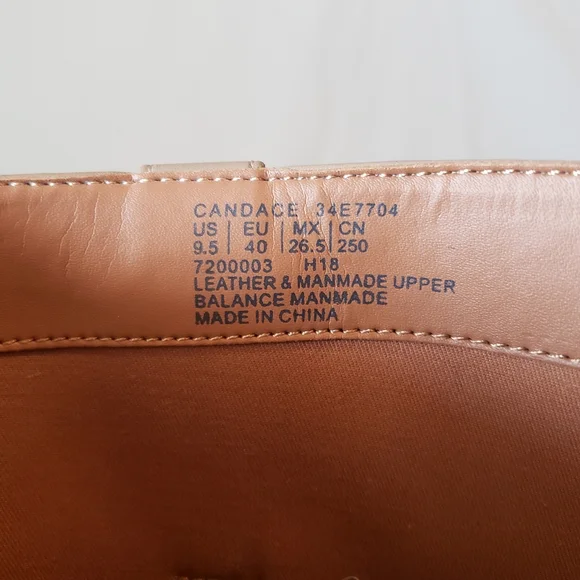 CANDACE 34E7704
US | EU | MX | CN
9.5 | 40 | 26.5 | 250
7200003 H18
LEATHER & MANMADE UPPER
BALANCE MANMADE
MADE IN CHINA